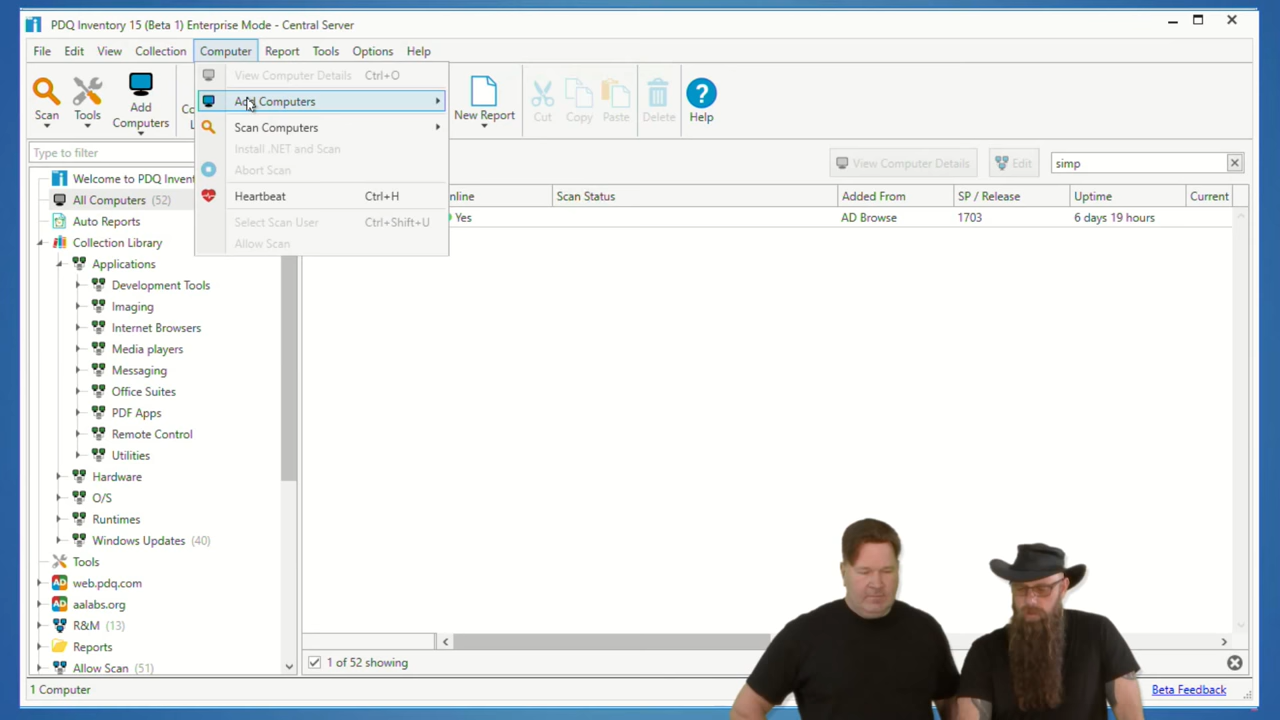 PDQ Inventory 15 (Beta 1) Enterprise Mode - Central Server
File Edit View Collection Computer Report Tools Options Help
Scan
Tools
Add
Computers
New Report
Cut
Copy
Paste
Delete
Help
View Computer Details Ctrl+O
Add Computers
Scan Computers
Install .NET and Scan
Abort Scan
Heartbeat Ctrl+H
Select Scan User Ctrl+Shift+U
Allow Scan
Type to filter
View Computer Details
Edit
simp
Scan Status Added From SP / Release Uptime Current
Yes AD Browse 1703 6 days 19 hours
All Computers (52)
Auto Reports
Collection Library
Applications
Development Tools
Imaging
Internet Browsers
Media players
Messaging
Office Suites
PDF Apps
Remote Control
Utilities
Hardware
O/S
Runtimes
Windows Updates (40)
Tools
AD web.pdq.com
AD aalabs.org
R&M (13)
Reports
Allow Scan (51)
1 of 52 showing
1 Computer
Beta Feedback